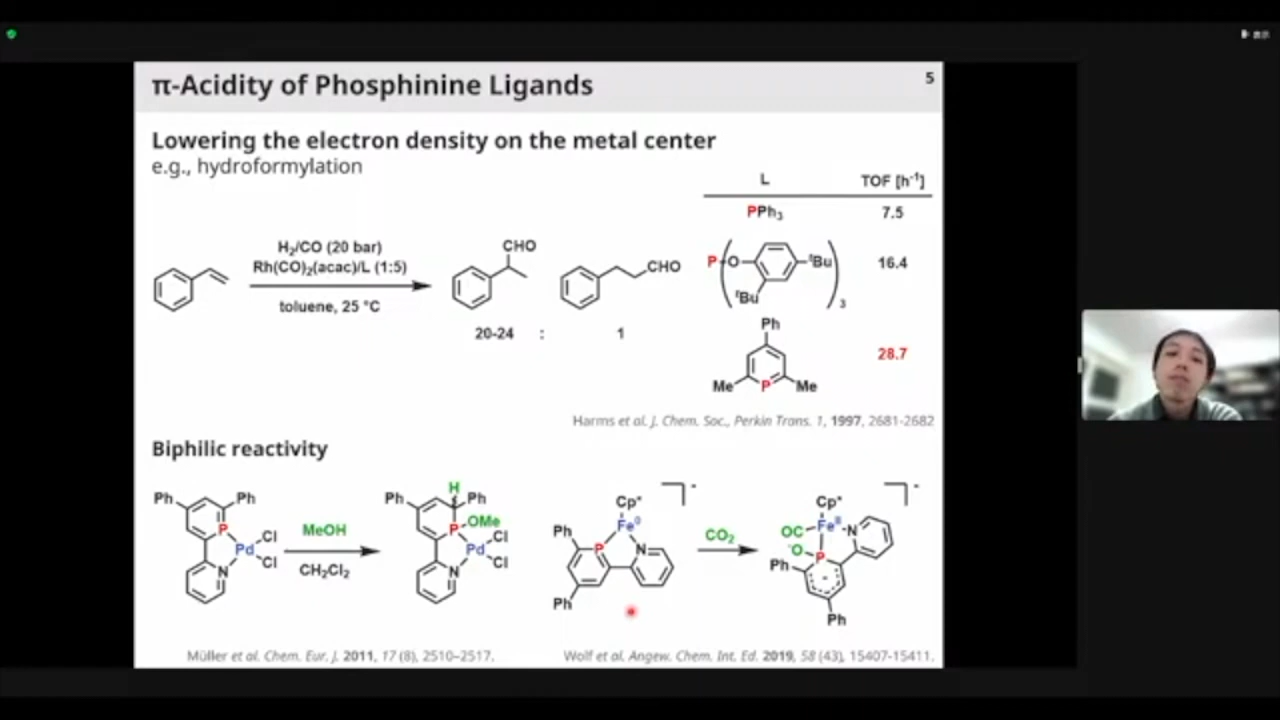 表示
π-Acidity of Phosphinine Ligands
5
Lowering the electron density on the metal center
e.g., hydroformylation
H2/CO (20 bar)
Rh(CO)2(acac)/L (1:5)
toluene, 25 °C
CHO
CHO
20-24 : 1
L TOF [h-1]
PPh3 7.5
P O tBu tBu 3 16.4
Ph
Me P Me 28.7
Harms et al. J. Chem. Soc., Perkin Trans. 1, 1997, 2681-2682
Biphilic reactivity
Ph Ph
P
Pd Cl
N Cl
MeOH
CH2Cl2
H
Ph Ph
P OMe
Pd Cl
N Cl
Cp*
Fe0
Ph P N
Ph
-
CO2
Cp*
OC FeII N
-O P
Ph
-
Ph
-
Müller et al. Chem. Eur. J. 2011, 17 (8), 2510–2517.
Wolf et al. Angew. Chem. Int. Ed. 2019, 58 (43), 15407-15411.